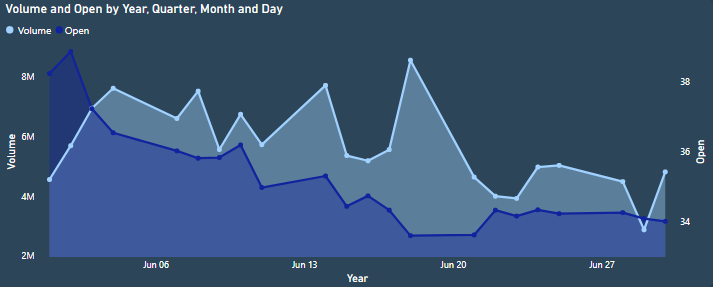 Volume and Open by Year, Quarter, Month and Day
Volume Open
8M
6M
4M
2M
Volume
38
36
34
Open
Jun 06 Jun 13 Jun 20 Jun 27
Year